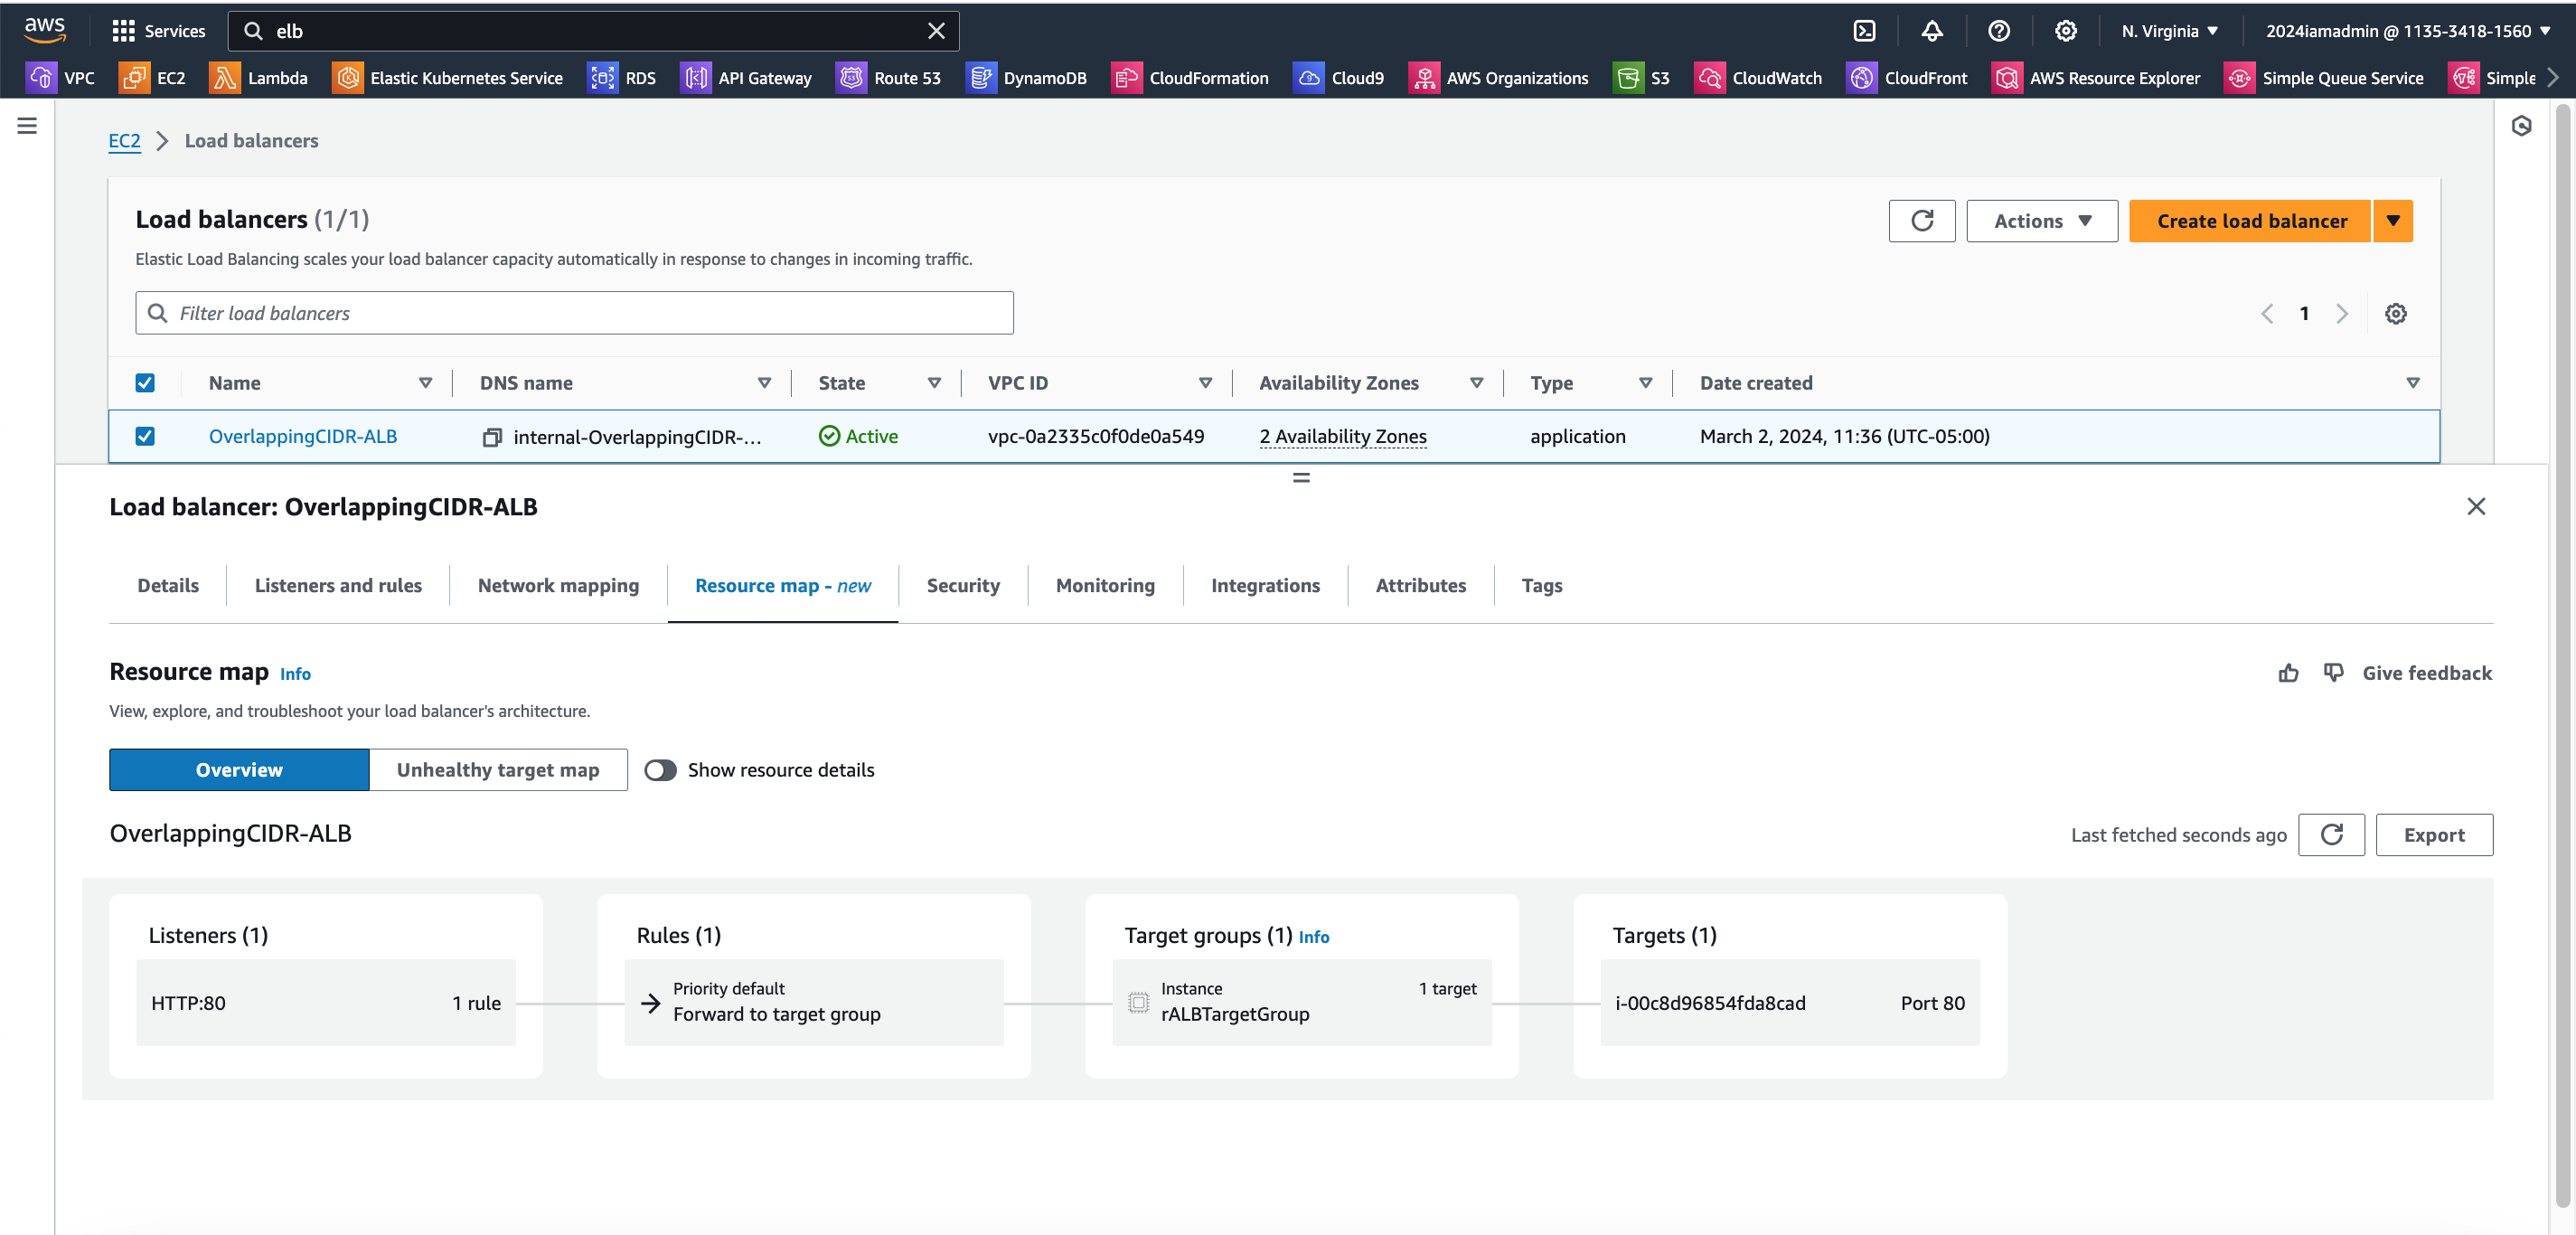 aws Services elb N. Virginia 2024iamadmin @ 1135-3418-1560
VPC EC2 Lambda Elastic Kubernetes Service RDS API Gateway Route 53 DynamoDB CloudFormation Cloud9 AWS Organizations S3 CloudWatch CloudFront AWS Resource Explorer Simple Queue Service Simple
EC2 Load balancers
Load balancers (1/1) Actions Create load balancer
Elastic Load Balancing scales your load balancer capacity automatically in response to changes in incoming traffic.
Filter load balancers 1
Name DNS name State VPC ID Availability Zones Type Date created
OverlappingCIDR-ALB internal-OverlappingCIDR-... Active vpc-0a2335c0f0de0a549 2 Availability Zones application March 2, 2024, 11:36 (UTC-05:00)
Load balancer: OverlappingCIDR-ALB
Details Listeners and rules Network mapping Resource map - new Security Monitoring Integrations Attributes Tags
Resource map Info Give feedback
View, explore, and troubleshoot your load balancer's architecture.
Overview Unhealthy target map Show resource details
OverlappingCIDR-ALB Last fetched seconds ago Export
Listeners (1)
HTTP:80 1 rule
Rules (1)
Priority default
Forward to target group
Target groups (1) Info
Instance 1 target
rALBTargetGroup
Targets (1)
i-00c8d96854fda8cad Port 80